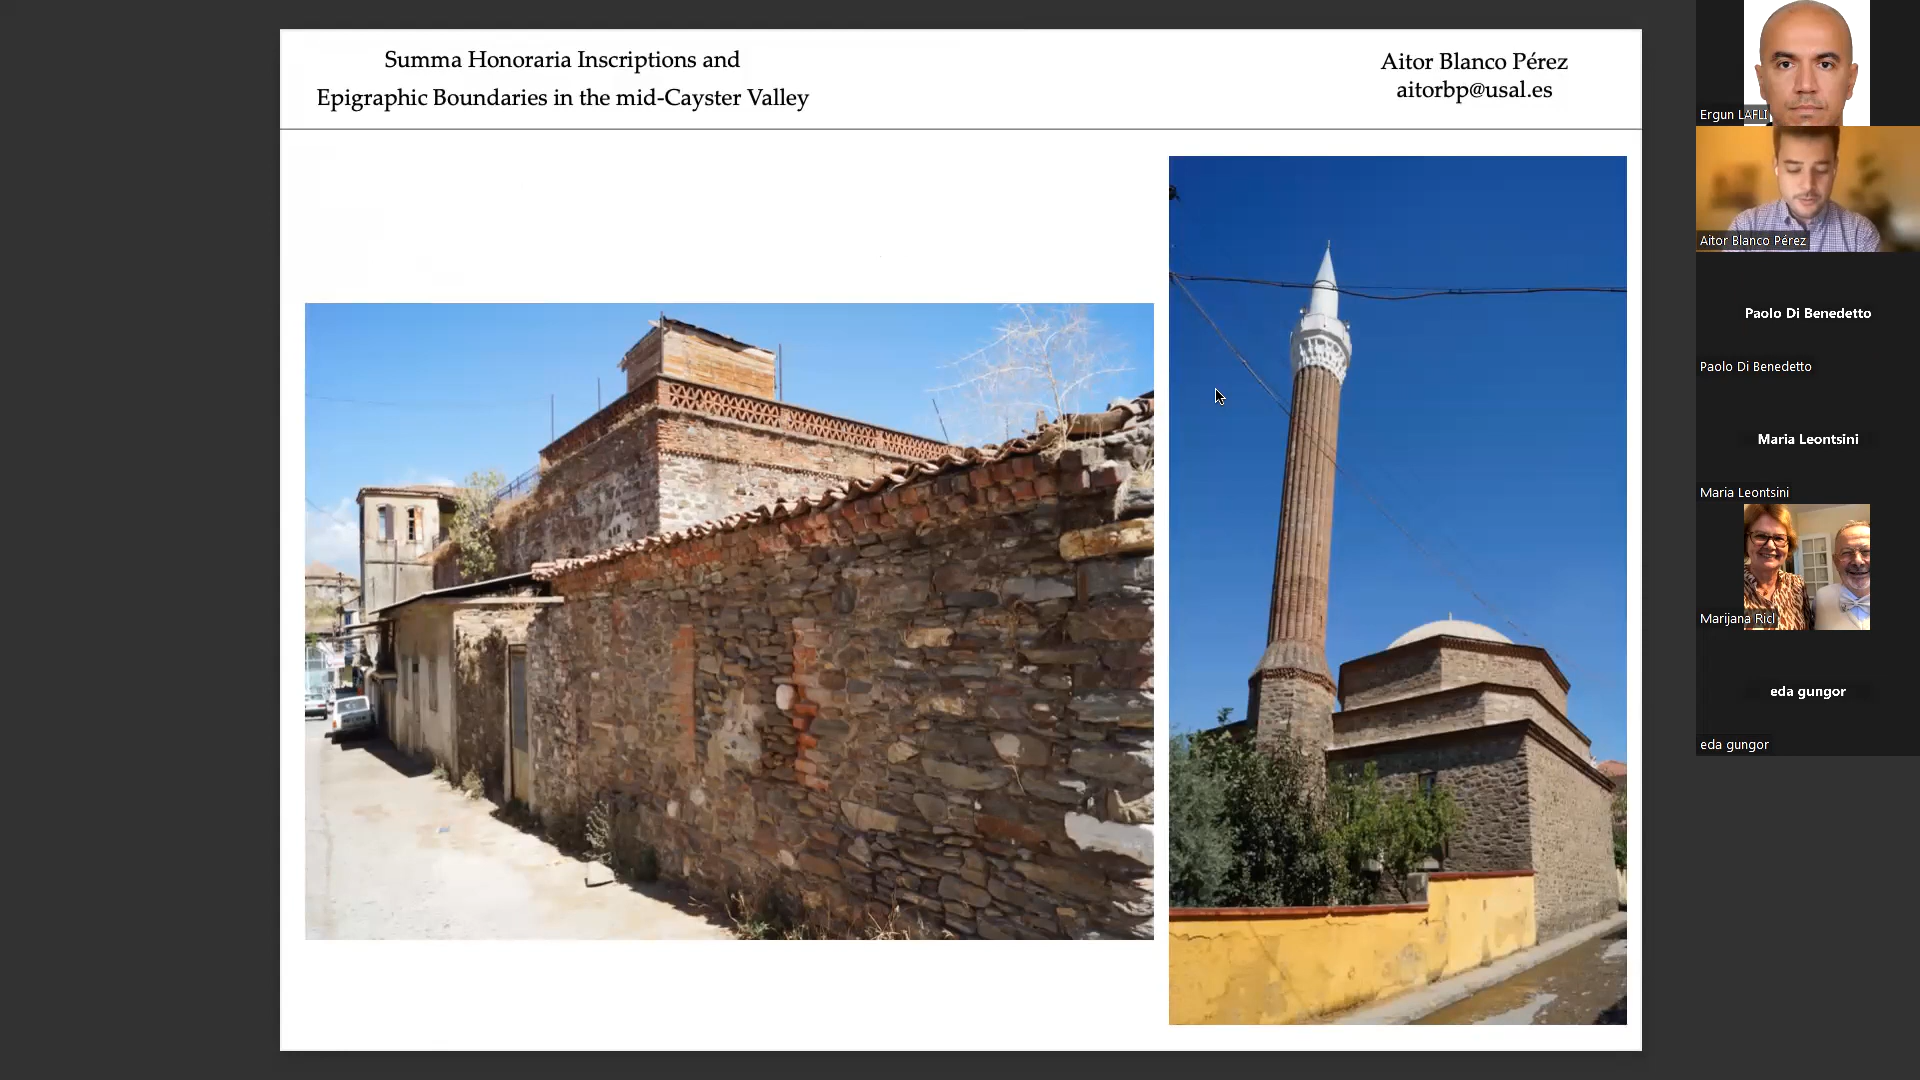 Summa Honoraria Inscriptions and
Epigraphic Boundaries in the mid-Cayster Valley
Aitor Blanco Pérez
aitorbp@usal.es
Ergun LAFLI
Aitor Blanco Pérez
Paolo Di Benedetto
Paolo Di Benedetto
Maria Leontsini
Maria Leontsini
Marijana Ricl
eda gungor
eda gungor